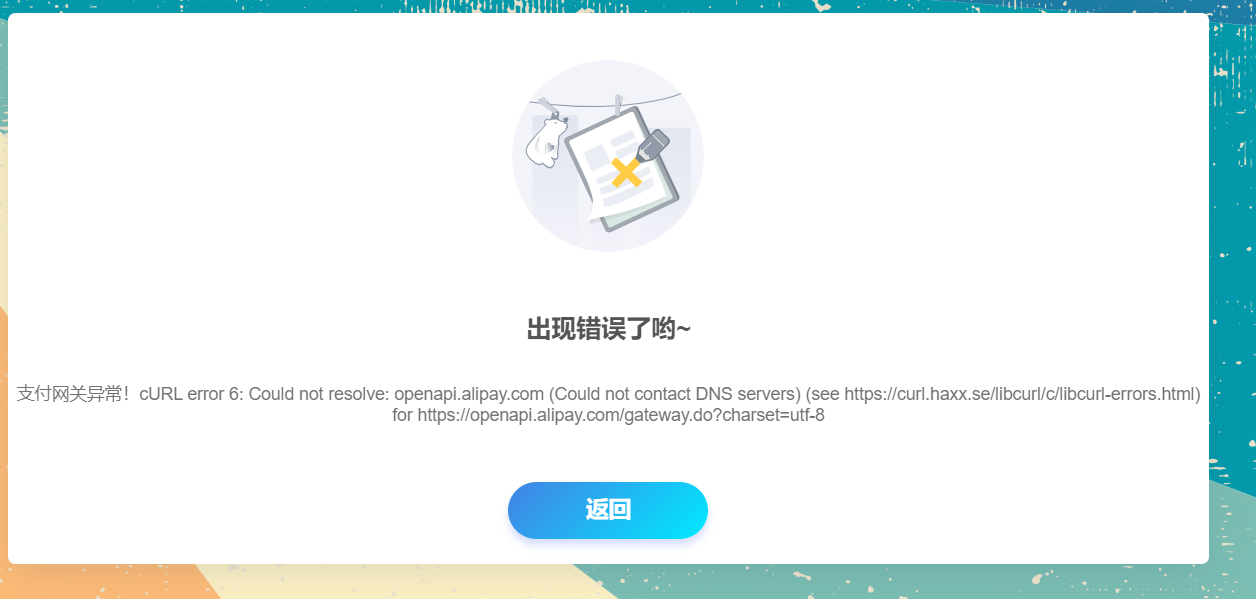 出现错误了哟~
支付网关异常！cURL error 6: Could not resolve: openapi.alipay.com (Could not contact DNS servers) (see https://curl.haxx.se/libcurl/c/libcurl-errors.html)
for https://openapi.alipay.com/gateway.do?charset=utf-8
返回